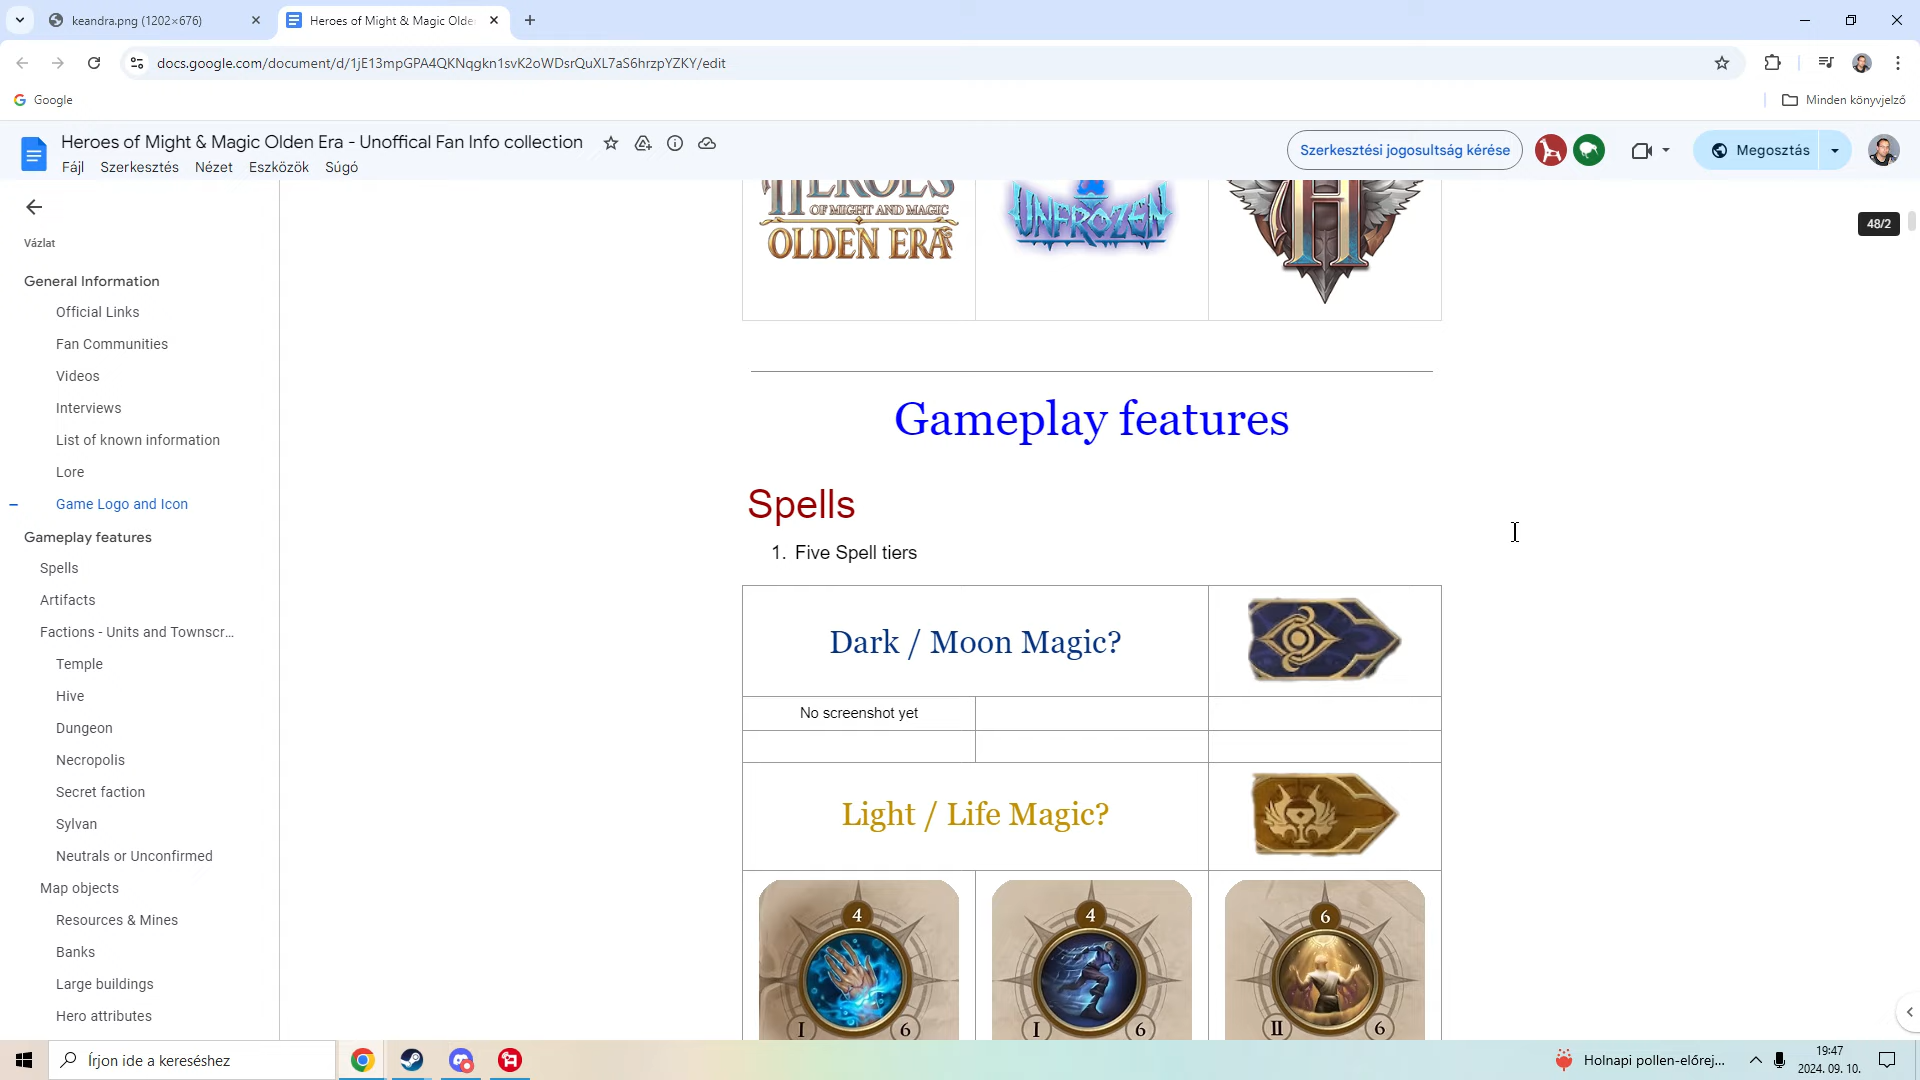 keandra.png (1202×676)
Heroes of Might & Magic Olde
docs.google.com/document/d/1jE13mpGPA4QKNqgkn1svK2oWDsrQuXL7aS6hrzpYZKY/edit
Google
Minden könyvjelző
Heroes of Might & Magic Olden Era - Unoffical Fan Info collection
Szerkesztési jogosultság kérése
Megosztás
Fájl Szerkesztés Nézet Eszközök Súgó
48/2
Vázlat
General Information
Official Links
Fan Communities
Videos
Interviews
List of known information
Lore
Game Logo and Icon
Gameplay features
Spells
Artifacts
Factions - Units and Townscr...
Temple
Hive
Dungeon
Necropolis
Secret faction
Sylvan
Neutrals or Unconfirmed
Map objects
Resources & Mines
Banks
Large buildings
Hero attributes
HEROES
OF MIGHT AND MAGIC
OLDEN ERA
UNFROZEN
H
Gameplay features
Spells
1. Five Spell tiers
Dark / Moon Magic?
No screenshot yet
Light / Life Magic?
4
I 6
4
I 6
6
II 6
Írjon ide a kereséshez
Holnapi pollen-előrej...
19:47
2024. 09. 10.